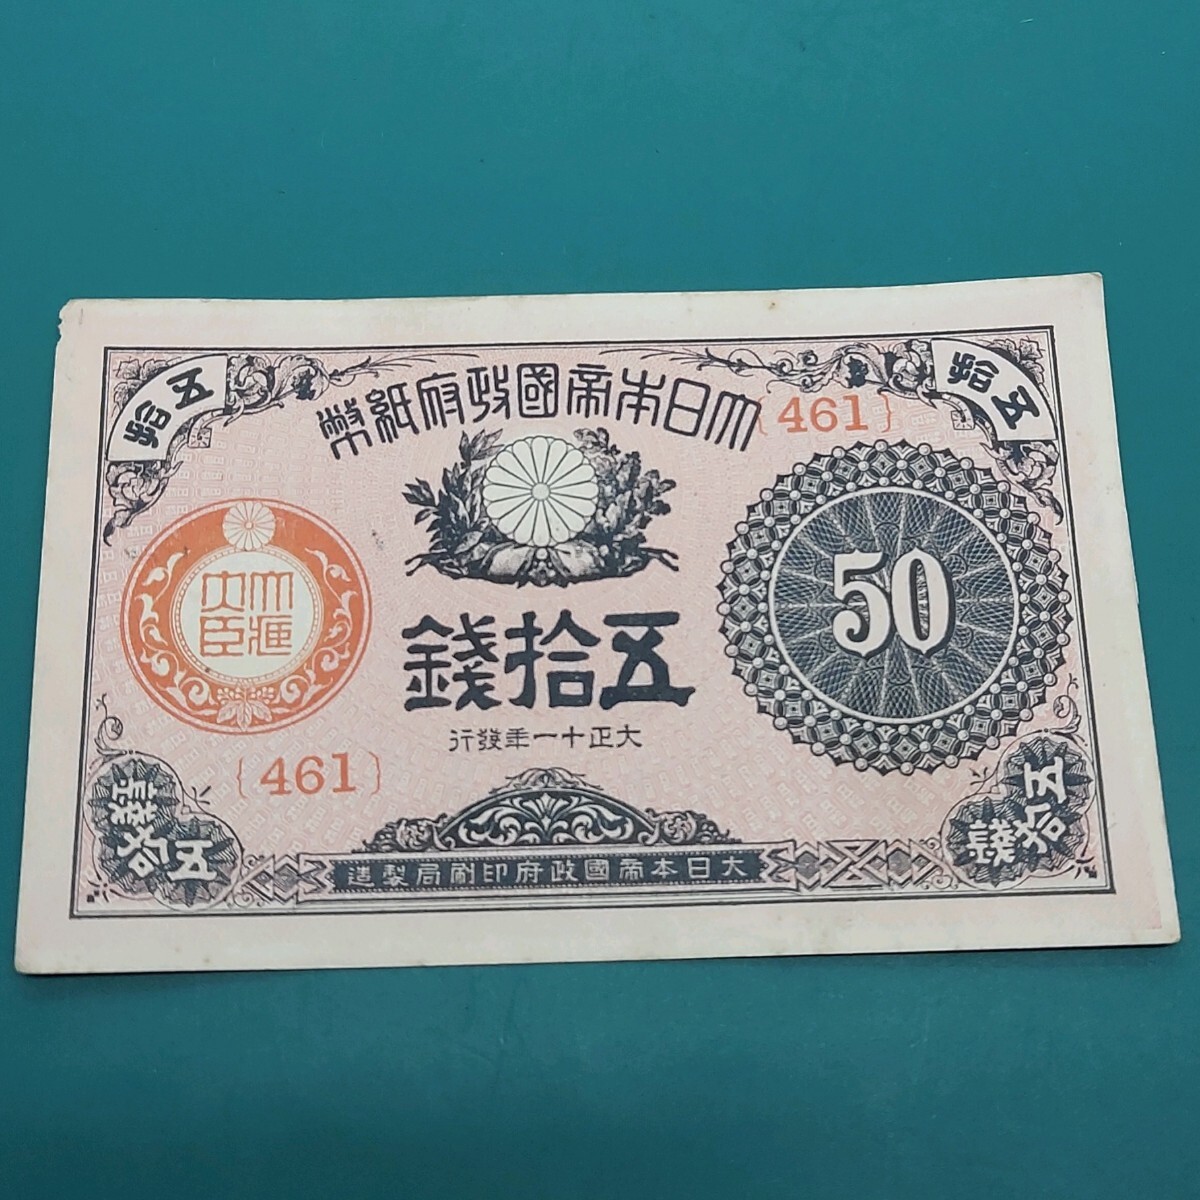 大日本帝國政府紙幣
{461}
五拾
五拾
大藏大臣
50
五拾錢
大正十一年發行
{461}
五拾錢
五拾錢
大日本帝國政府印刷局製造